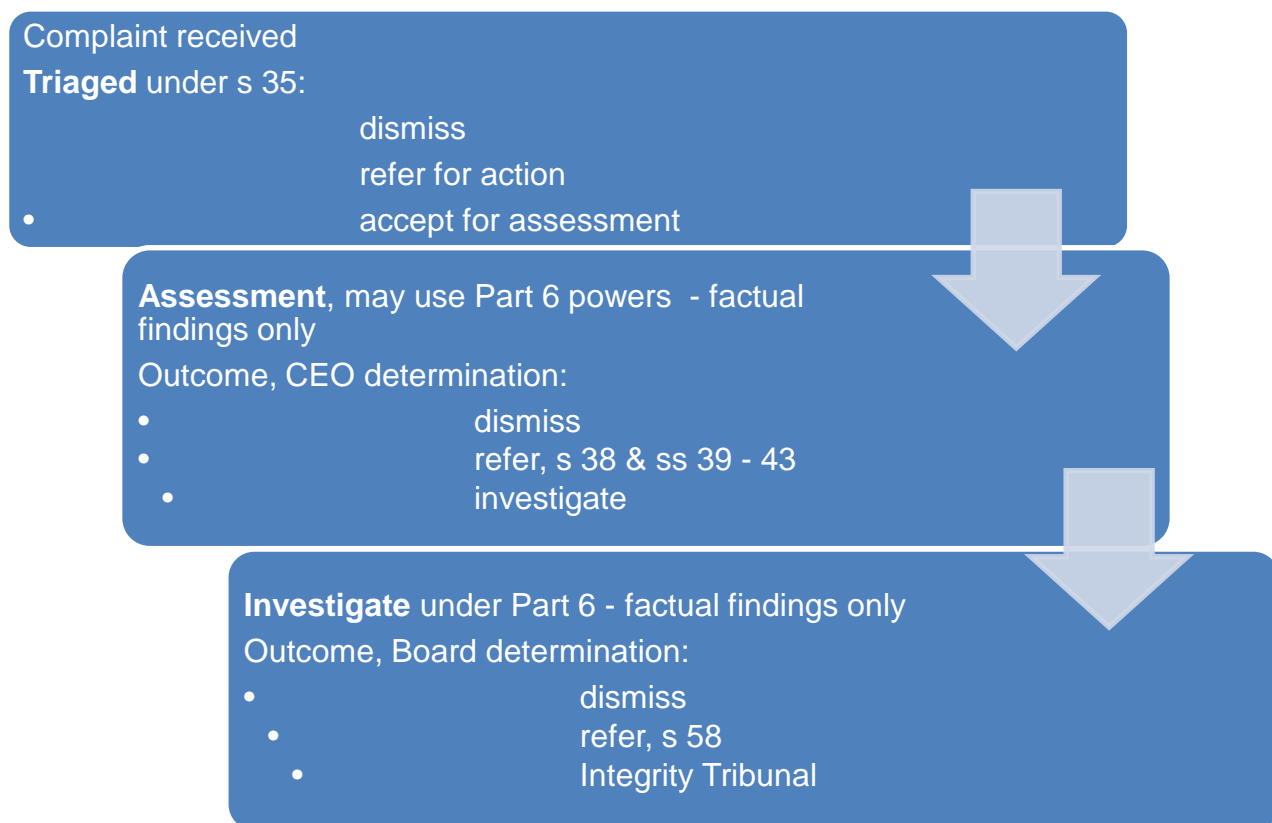 Complaint received
Triaged under s 35:
dismiss
refer for action
• accept for assessment
Assessment, may use Part 6 powers - factual
findings only
Outcome, CEO determination:
• dismiss
• refer, s 38 & ss 39 - 43
• investigate
Investigate under Part 6 - factual findings only
Outcome, Board determination:
• dismiss
• refer, s 58
• Integrity Tribunal